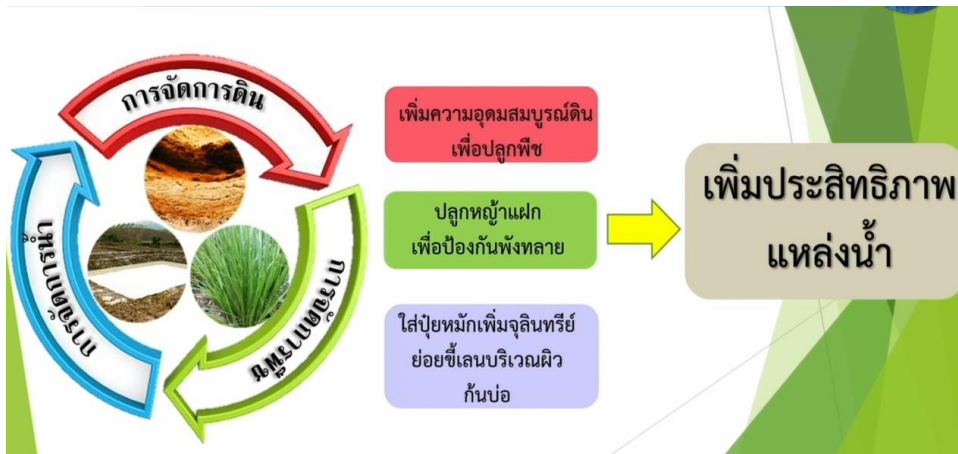 การจัดการดิน
การจัดการน้ำ
การจัดการพืช
เพิ่มความอุดมสมบูรณ์ดิน
เพื่อปลูกพืช
ปลูกหญ้าแฝก
เพื่อป้องกันพังทลาย
ใส่ปุ๋ยหมักเพิ่มจุลินทรีย์
ย่อยขี้เลนบริเวณผิว
ก้นบ่อ
เพิ่มประสิทธิภาพ
แหล่งน้ำ